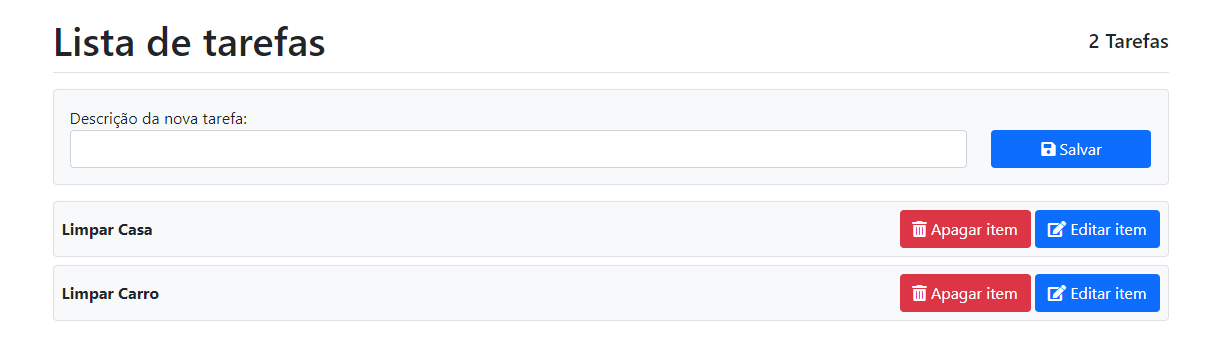 Lista de tarefas
2 Tarefas
Descrição da nova tarefa:
Salvar
Limpar Casa
Apagar item
Editar item
Limpar Carro
Apagar item
Editar item